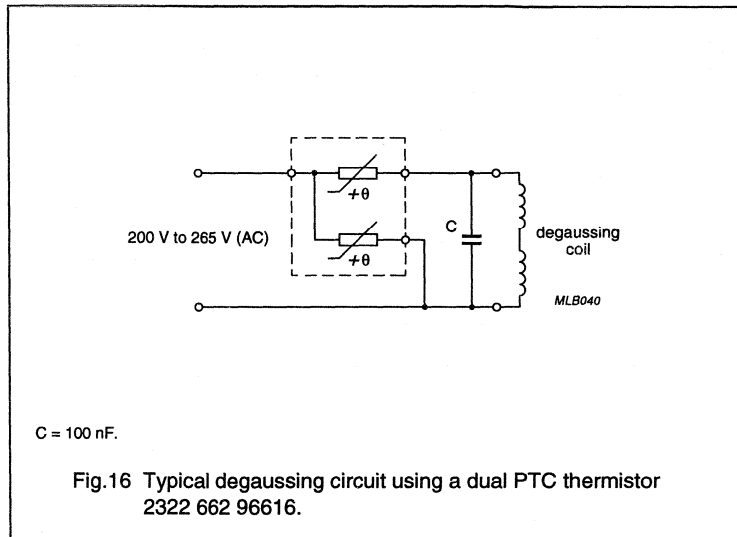 +θ
200 V to 265 V (AC)
+θ
C
degaussing
coil
MLB040
C = 100 nF.
Fig.16 Typical degaussing circuit using a dual PTC thermistor
2322 662 96616.